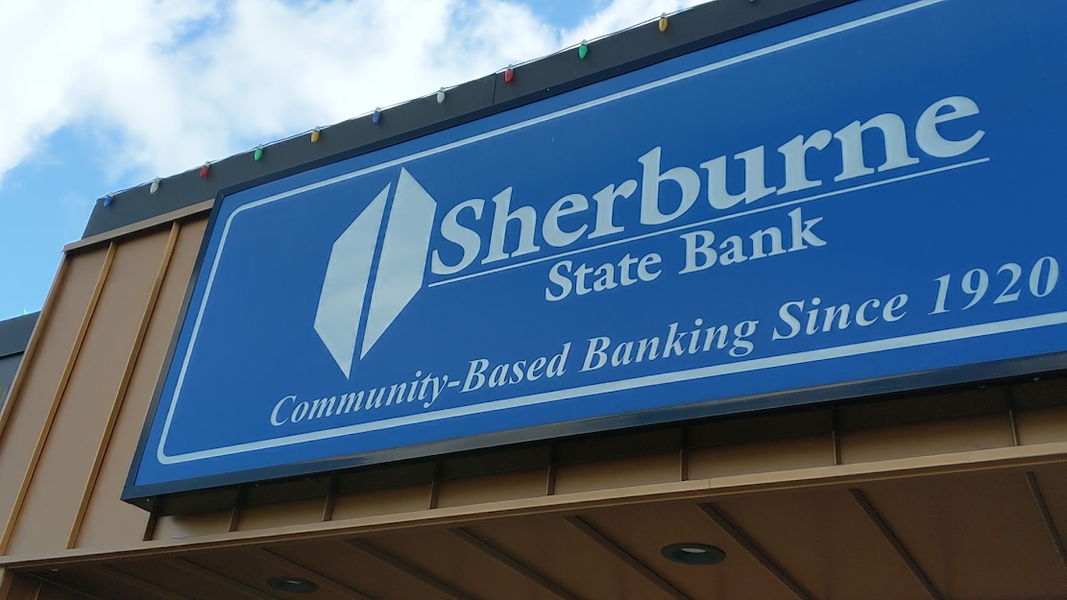 Sherburne
State Bank
Community-Based Banking Since 1920